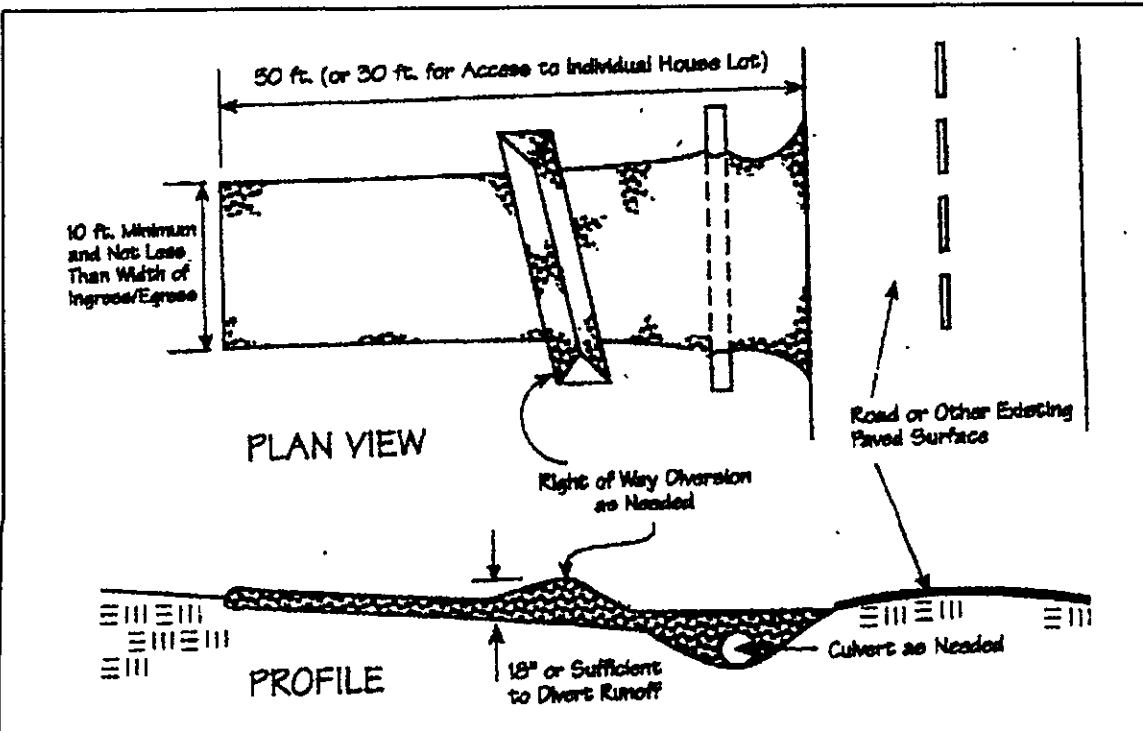 50 ft. (or 30 ft. for Access to Individual House Lot)
10 ft. Minimum
and Not Less
Than Width of
Ingress/Egress
PLAN VIEW
Right of Way Diversion
as Needed
Road or Other Existing
Paved Surface
Culvert as Needed
18" or Sufficient
to Divert Runoff
PROFILE